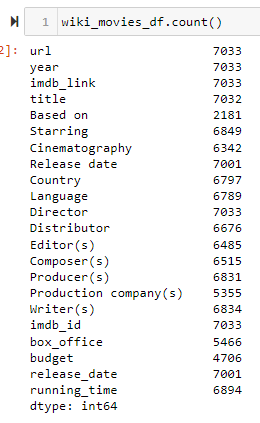 1 wiki_movies_df.count()
2]: url 7033
year 7033
imdb_link 7033
title 7032
Based on 2181
Starring 6849
Cinematography 6342
Release date 7001
Country 6797
Language 6789
Director 7033
Distributor 6676
Editor(s) 6485
Composer(s) 6515
Producer(s) 6831
Production company(s) 5355
Writer(s) 6834
imdb_id 7033
box_office 5466
budget 4706
release_date 7001
running_time 6894
dtype: int64